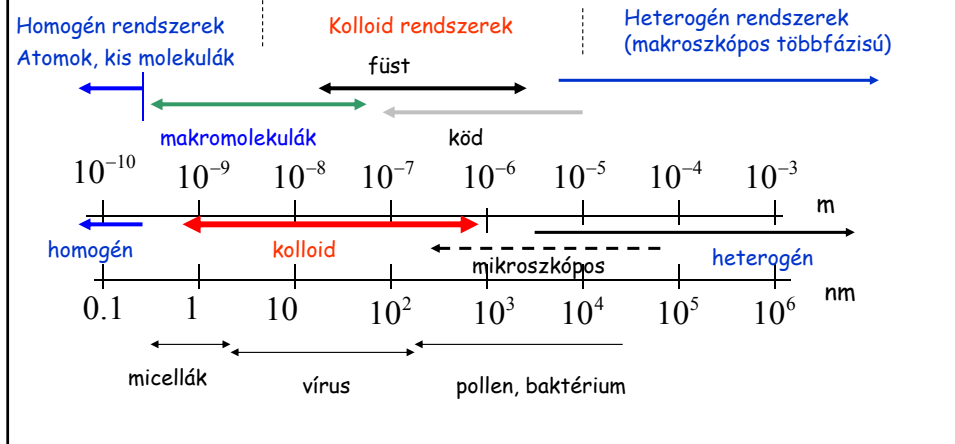 Homogén rendszerek
Atomok, kis molekulák
Kolloid rendszerek
Heterogén rendszerek
(makroszkópos többfázisú)
füst
makromolekulák
köd
10⁻¹⁰ 10⁻⁹ 10⁻⁸ 10⁻⁷ 10⁻⁶ 10⁻⁵ 10⁻⁴ 10⁻³
m
homogén
kolloid
mikroszkópos
heterogén
0.1 1 10 10² 10³ 10⁴ 10⁵ 10⁶
nm
micellák
vírus
pollen, baktérium